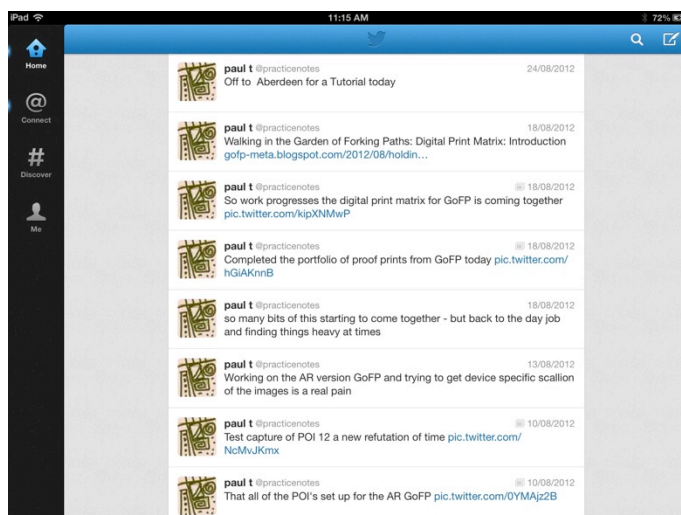 iPad
11:15 AM
72%
Home
@
Connect
#
Discover
Me
paul t @practicenotes 24/08/2012
Off to Aberdeen for a Tutorial today
paul t @practicenotes 18/08/2012
Walking in the Garden of Forking Paths: Digital Print Matrix: Introduction
gofp-meta.blogspot.com/2012/08/holdin…
paul t @practicenotes 18/08/2012
So work progresses the digital print matrix for GoFP is coming together
pic.twitter.com/kipXNMwP
paul t @practicenotes 18/08/2012
Completed the portfolio of proof prints from GoFP today pic.twitter.com/
hGiAKnnB
paul t @practicenotes 18/08/2012
so many bits of this starting to come together - but back to the day job
and finding things heavy at times
paul t @practicenotes 13/08/2012
Working on the AR version GoFP and trying to get device specific scallion
of the images is a real pain
paul t @practicenotes 10/08/2012
Test capture of POI 12 a new refutation of time pic.twitter.com/
NcMvJKmx
paul t @practicenotes 10/08/2012
That all of the POI's set up for the AR GoFP pic.twitter.com/0YMAjz2B